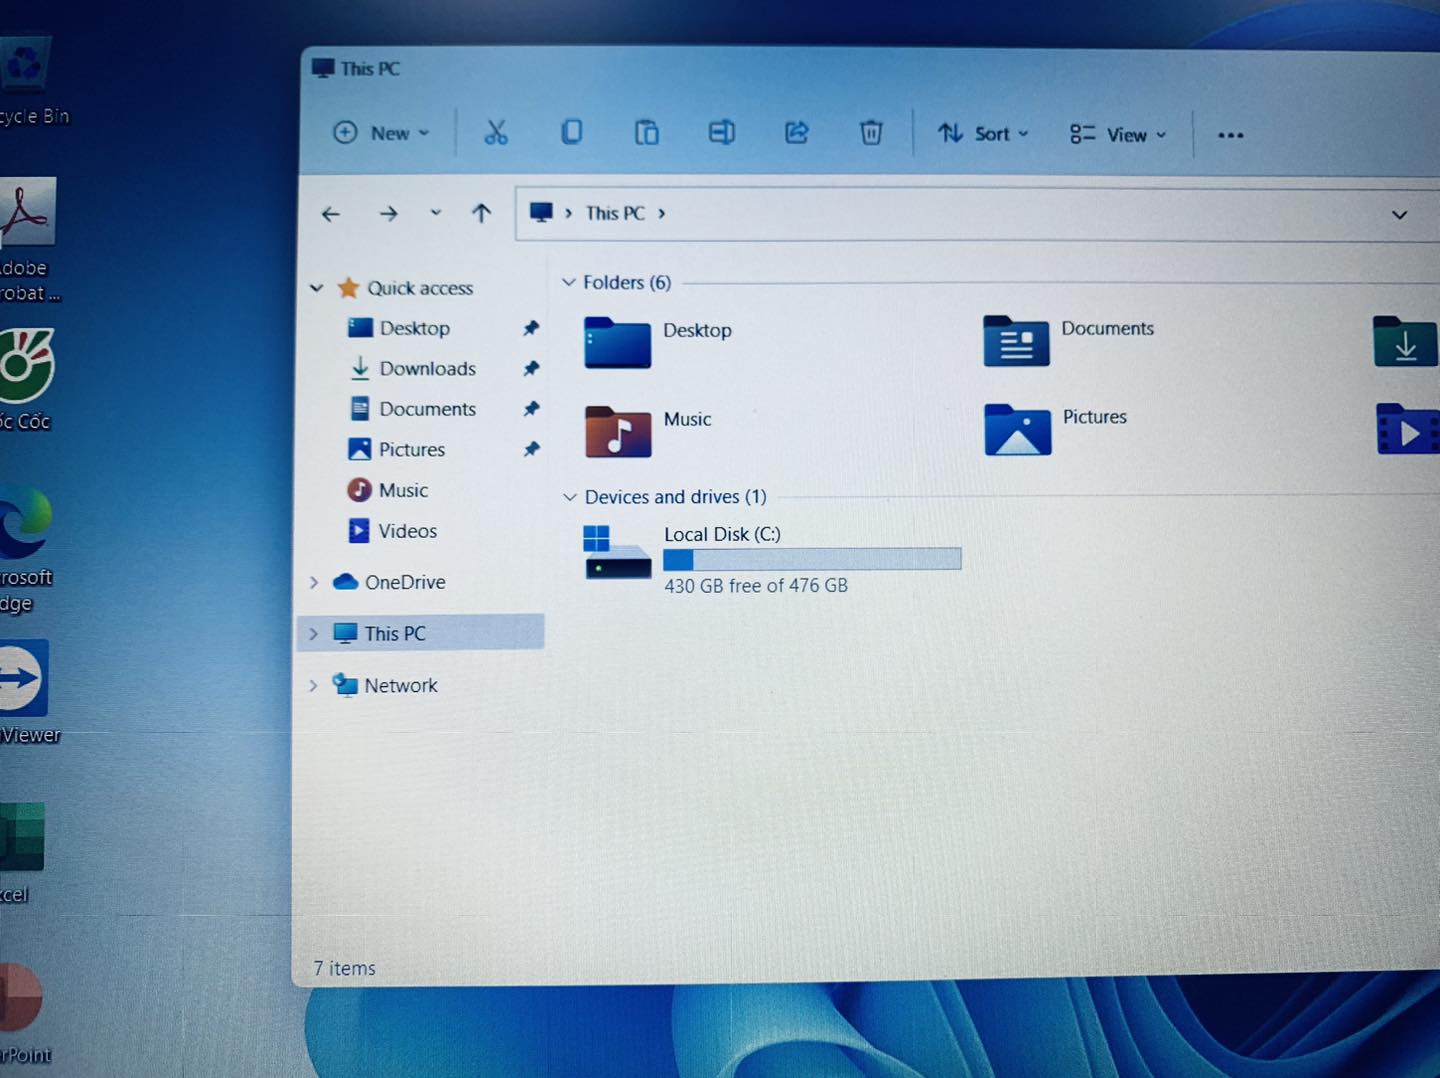 This PC
New
Sort
View
This PC
Quick access
Desktop
Downloads
Documents
Pictures
Music
Videos
OneDrive
This PC
Network
Folders (6)
Desktop
Documents
Music
Pictures
Devices and drives (1)
Local Disk (C:)
430 GB free of 476 GB
7 items
cycle Bin
Adobe
robat ...
ốc Cốc
rosoft
dge
Viewer
xcel
rPoint